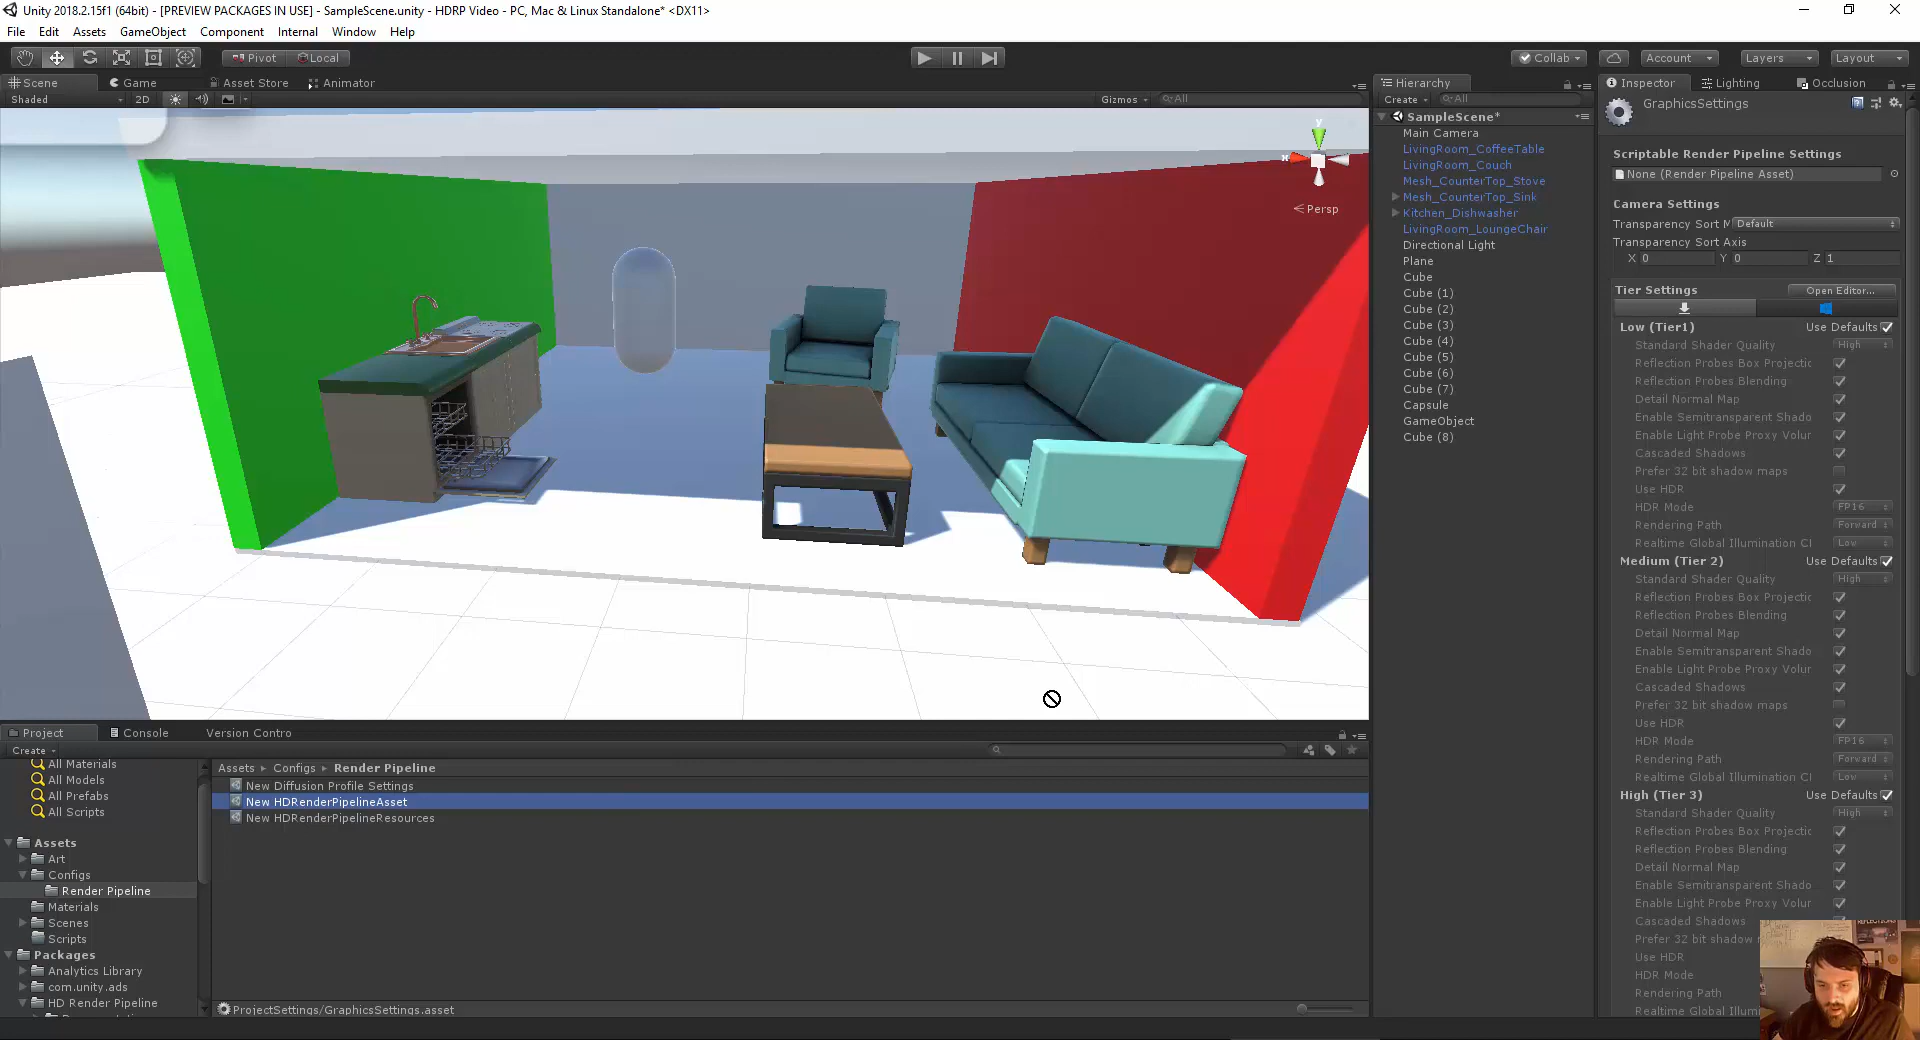 Unity 2018.2.15f1 (64bit) - [PREVIEW PACKAGES IN USE] - SampleScene.unity - HDRP Video - PC, Mac & Linux Standalone* <DX11>
File Edit Assets GameObject Component Internal Window Help
Pivot Local Collab Account Layers Layout
Scene Game Asset Store Animator
Shaded 2D Gizmos All
y
x
Persp
Hierarchy
Create All
SampleScene*
Main Camera
LivingRoom_CoffeeTable
LivingRoom_Couch
Mesh_CounterTop_Stove
Mesh_CounterTop_Sink
Kitchen_Dishwasher
LivingRoom_LoungeChair
Directional Light
Plane
Cube
Cube (1)
Cube (2)
Cube (3)
Cube (4)
Cube (5)
Cube (6)
Cube (7)
Capsule
GameObject
Cube (8)
Inspector Lighting Occlusion
GraphicsSettings
Scriptable Render Pipeline Settings
None (Render Pipeline Asset)
Camera Settings
Transparency Sort M Default
Transparency Sort Axis
X 0 Y 0 Z 1
Tier Settings Open Editor...
Low (Tier1) Use Defaults
Standard Shader Quality High
Reflection Probes Box Projectic
Reflection Probes Blending
Detail Normal Map
Enable Semitransparent Shado
Enable Light Probe Proxy Volur
Cascaded Shadows
Prefer 32 bit shadow maps
Use HDR
HDR Mode FP16
Rendering Path Forward
Realtime Global Illumination CI Low
Medium (Tier 2) Use Defaults
Standard Shader Quality High
Reflection Probes Box Projectic
Reflection Probes Blending
Detail Normal Map
Enable Semitransparent Shado
Enable Light Probe Proxy Volur
Cascaded Shadows
Prefer 32 bit shadow maps
Use HDR
HDR Mode FP16
Rendering Path Forward
Realtime Global Illumination CI Low
High (Tier 3) Use Defaults
Standard Shader Quality High
Reflection Probes Box Projectic
Reflection Probes Blending
Detail Normal Map
Enable Semitransparent Shado
Enable Light Probe Proxy Volur
Cascaded Shadows
Prefer 32 bit shadow
Use HDR
HDR Mode
Rendering Path
Realtime Global Illumi
Project Console Version Contro
Create
All Materials
All Models
All Prefabs
All Scripts
Assets
Art
Configs
Render Pipeline
Materials
Scenes
Scripts
Packages
Analytics Library
com.unity.ads
HD Render Pipeline
Assets Configs Render Pipeline
New Diffusion Profile Settings
New HDRenderPipelineAsset
New HDRenderPipelineResources
ProjectSettings/GraphicsSettings.asset